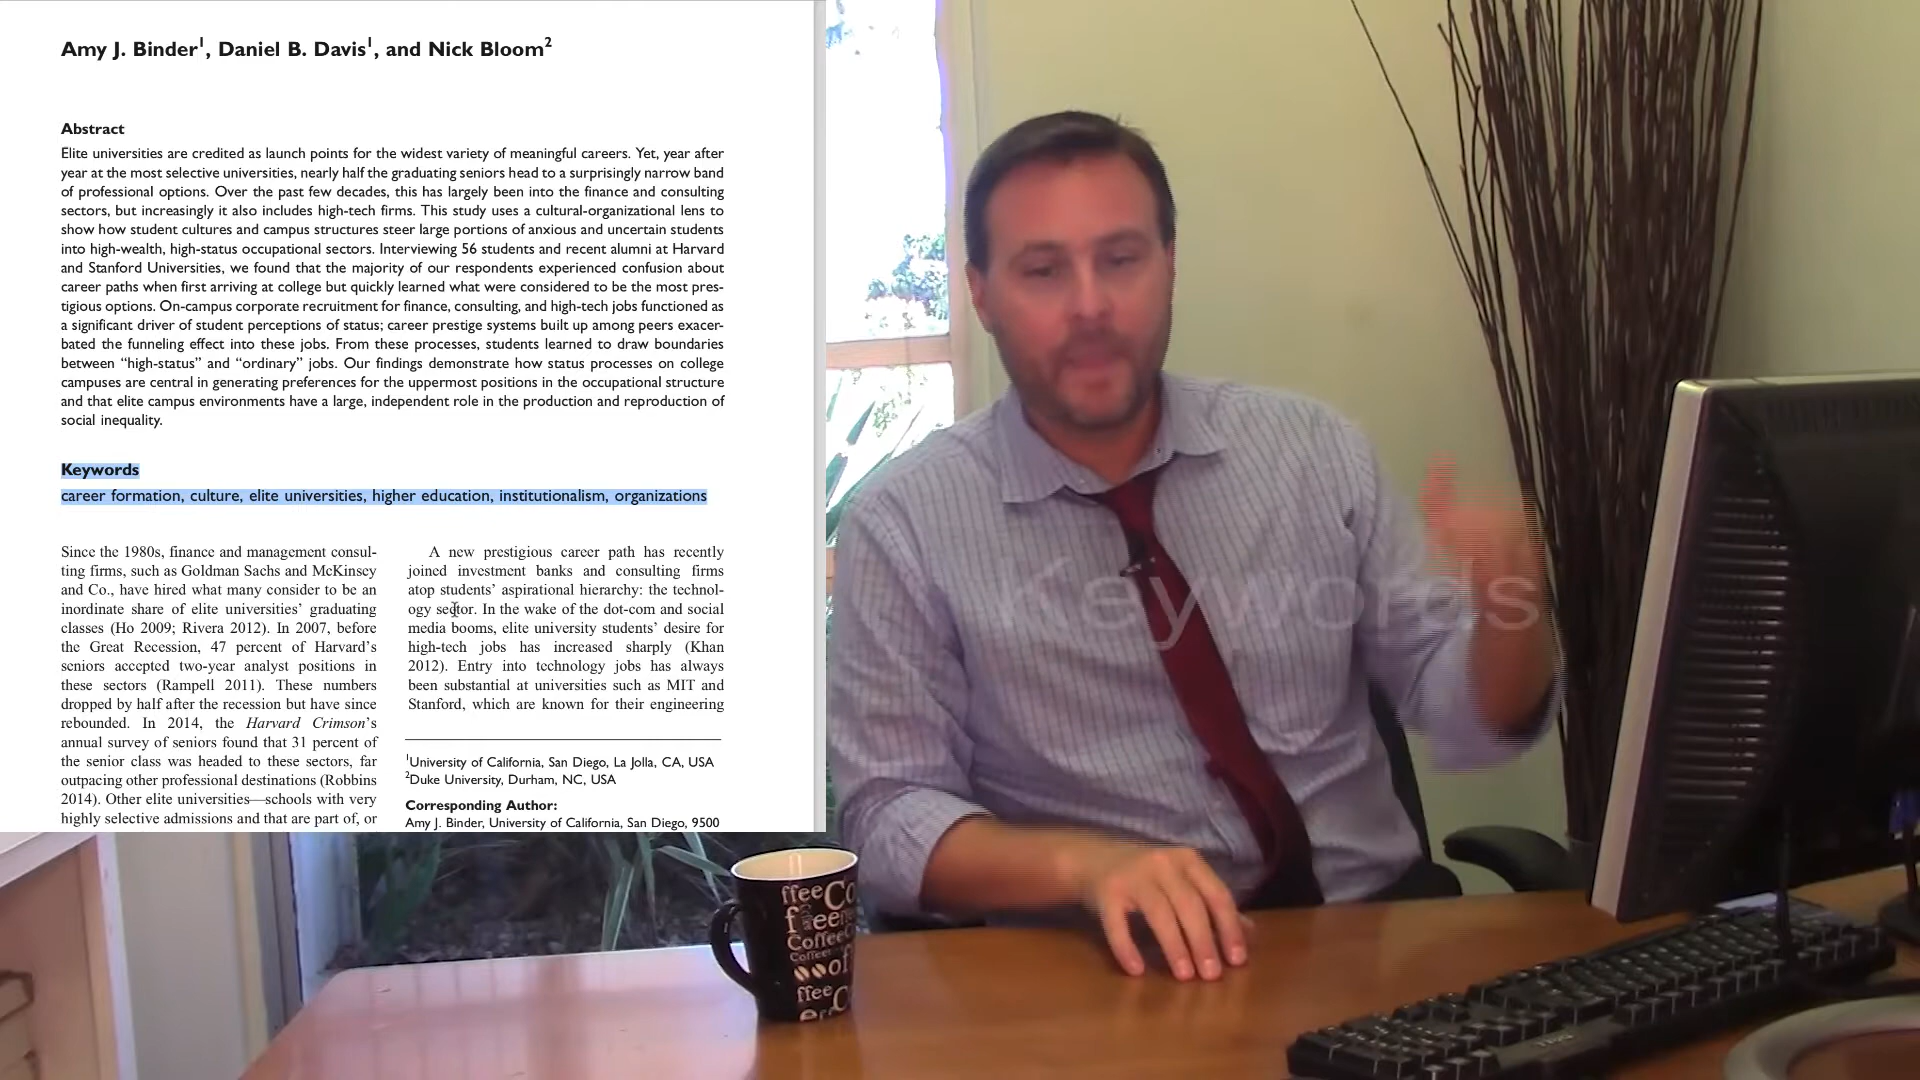 Amy J. Binder1, Daniel B. Davis1, and Nick Bloom2
Abstract
Elite universities are credited as launch points for the widest variety of meaningful careers. Yet, year after
year at the most selective universities, nearly half the graduating seniors head to a surprisingly narrow band
of professional options. Over the past few decades, this has largely been into the finance and consulting
sectors, but increasingly it also includes high-tech firms. This study uses a cultural-organizational lens to
show how student cultures and campus structures steer large portions of anxious and uncertain students
into high-wealth, high-status occupational sectors. Interviewing 56 students and recent alumni at Harvard
and Stanford Universities, we found that the majority of our respondents experienced confusion about
career paths when first arriving at college but quickly learned what were considered to be the most pres-
tigious options. On-campus corporate recruitment for finance, consulting, and high-tech jobs functioned as
a significant driver of student perceptions of status; career prestige systems built up among peers exacer-
bated the funneling effect into these jobs. From these processes, students learned to draw boundaries
between “high-status” and “ordinary” jobs. Our findings demonstrate how status processes on college
campuses are central in generating preferences for the uppermost positions in the occupational structure
and that elite campus environments have a large, independent role in the production and reproduction of
social inequality.
Keywords
career formation, culture, elite universities, higher education, institutionalism, organizations
Since the 1980s, finance and management consul-
ting firms, such as Goldman Sachs and McKinsey
and Co., have hired what many consider to be an
inordinate share of elite universities’ graduating
classes (Ho 2009; Rivera 2012). In 2007, before
the Great Recession, 47 percent of Harvard’s
seniors accepted two-year analyst positions in
these sectors (Rampell 2011). These numbers
dropped by half after the recession but have since
rebounded. In 2014, the Harvard Crimson’s
annual survey of seniors found that 31 percent of
the senior class was headed to these sectors, far
outpacing other professional destinations (Robbins
2014). Other elite universities—schools with very
highly selective admissions and that are part of, or
A new prestigious career path has recently
joined investment banks and consulting firms
atop students’ aspirational hierarchy: the technol-
ogy sector. In the wake of the dot-com and social
media booms, elite university students’ desire for
high-tech jobs has increased sharply (Khan
2012). Entry into technology jobs has always
been substantial at universities such as MIT and
Stanford, which are known for their engineering
1University of California, San Diego, La Jolla, CA, USA
2Duke University, Durham, NC, USA
Corresponding Author:
Amy J. Binder, University of California, San Diego, 9500
Keywords
ffeeCo
Coffee
Coffee
ffeeC